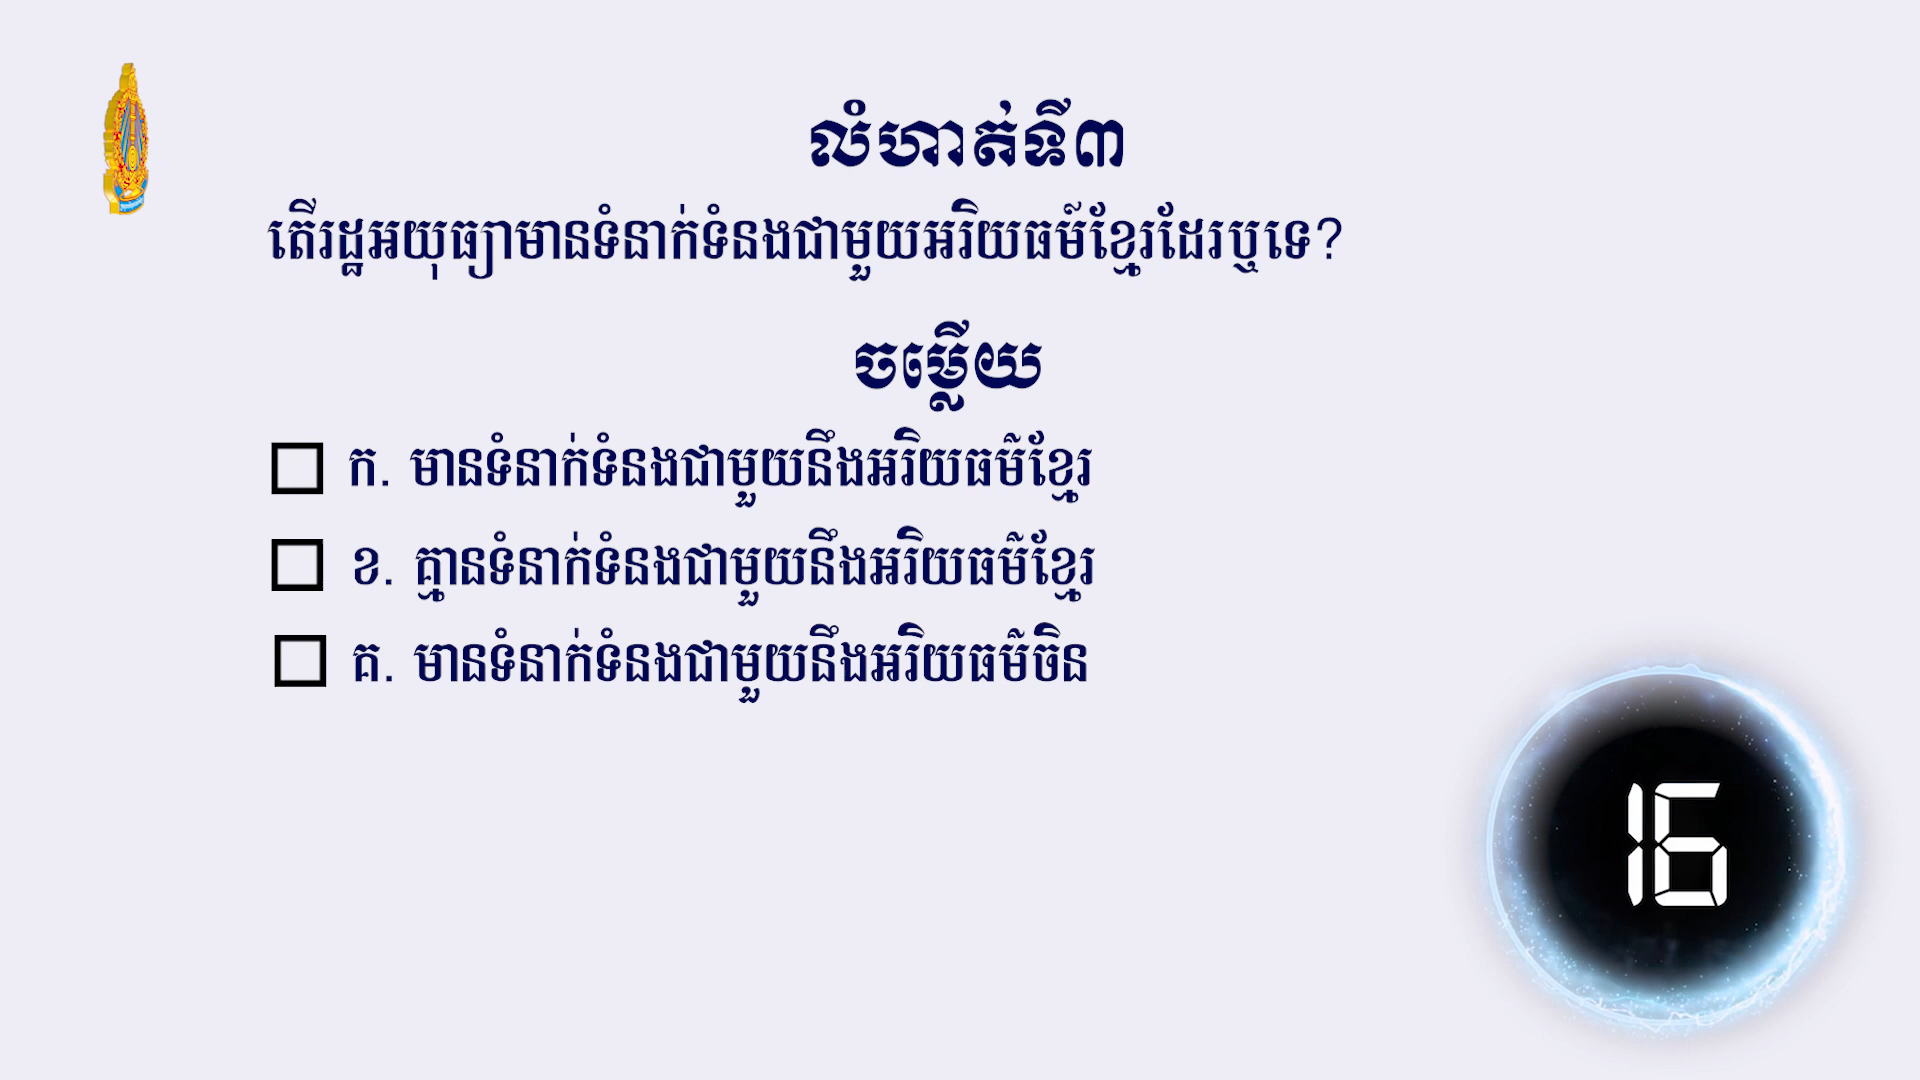 លំហាត់ទី៣
តើរដ្ឋអយុធ្យាមានទំនាក់ទំនងជាមួយអរិយធម៌ខ្មែរដែរឬទេ?
ចម្លើយ
ក. មានទំនាក់ទំនងជាមួយនឹងអរិយធម៌ខ្មែរ
ខ. គ្មានទំនាក់ទំនងជាមួយនឹងអរិយធម៌ខ្មែរ
គ. មានទំនាក់ទំនងជាមួយនឹងអរិយធម៌ចិន
16